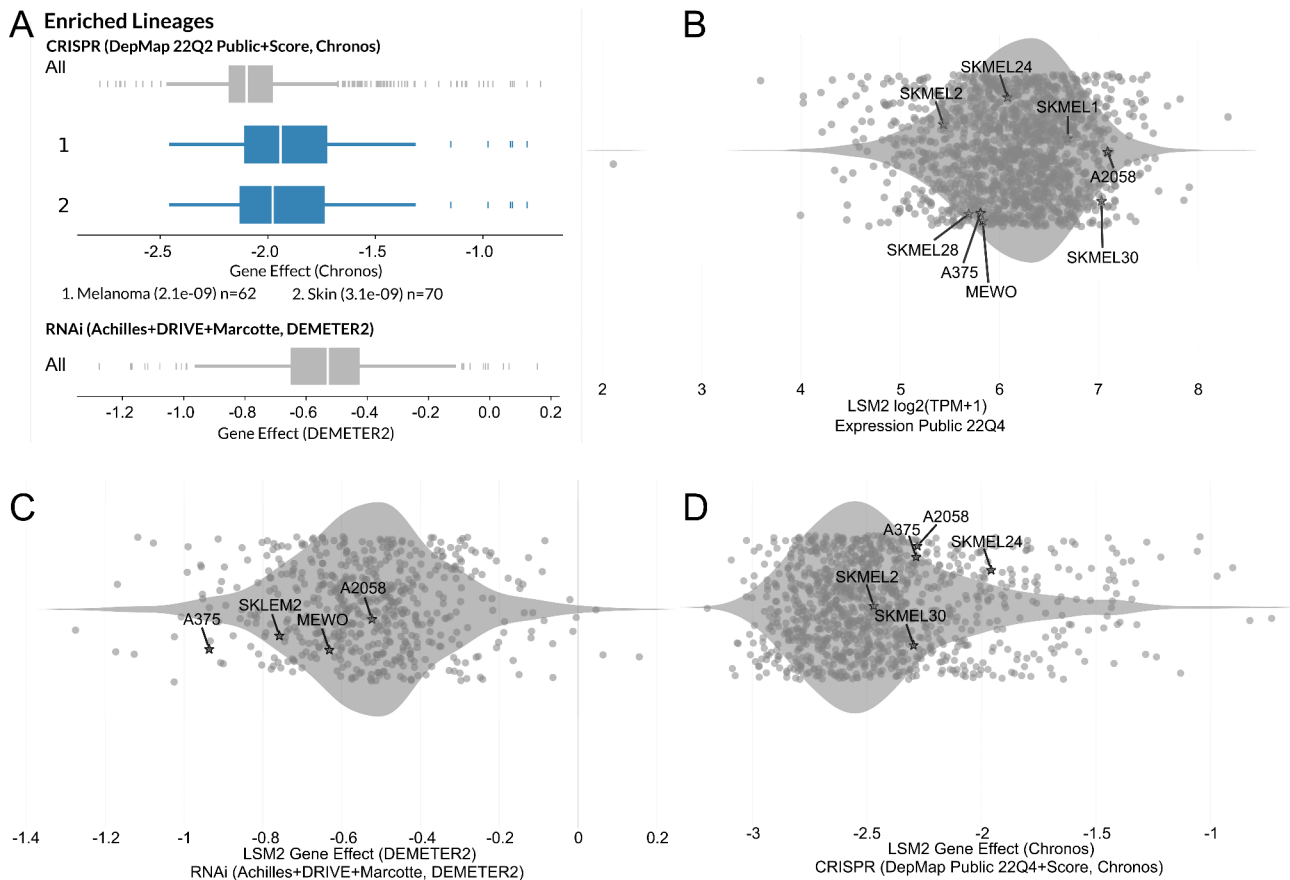 A
Enriched Lineages
CRISPR (DepMap 22Q2 Public+Score, Chronos)
All
1
2
-2.5 -2.0 -1.5 -1.0
Gene Effect (Chronos)
1. Melanoma (2.1e-09) n=62 2. Skin (3.1e-09) n=70
RNAi (Achilles+DRIVE+Marcotte, DEMETER2)
All
-1.2 -1.0 -0.8 -0.6 -0.4 -0.2 0.0 0.2
Gene Effect (DEMETER2)
B
SKMEL24
SKMEL2
SKMEL1
A2058
SKMEL28
SKMEL30
A375
MEWO
2 3 4 5 6 7 8
LSM2 log2(TPM+1)
Expression Public 22Q4
C
A2058
SKLEM2
A375
MEWO
-1.4 -1 -0.8 -0.6 -0.4 -0.2 0 0.2
LSM2 Gene Effect (DEMETER2)
RNAi (Achilles+DRIVE+Marcotte, DEMETER2)
D
A2058
A375
SKMEL24
SKMEL2
SKMEL30
-3 -2.5 -2 -1.5 -1
LSM2 Gene Effect (Chronos)
CRISPR (DepMap Public 22Q4+Score, Chronos)